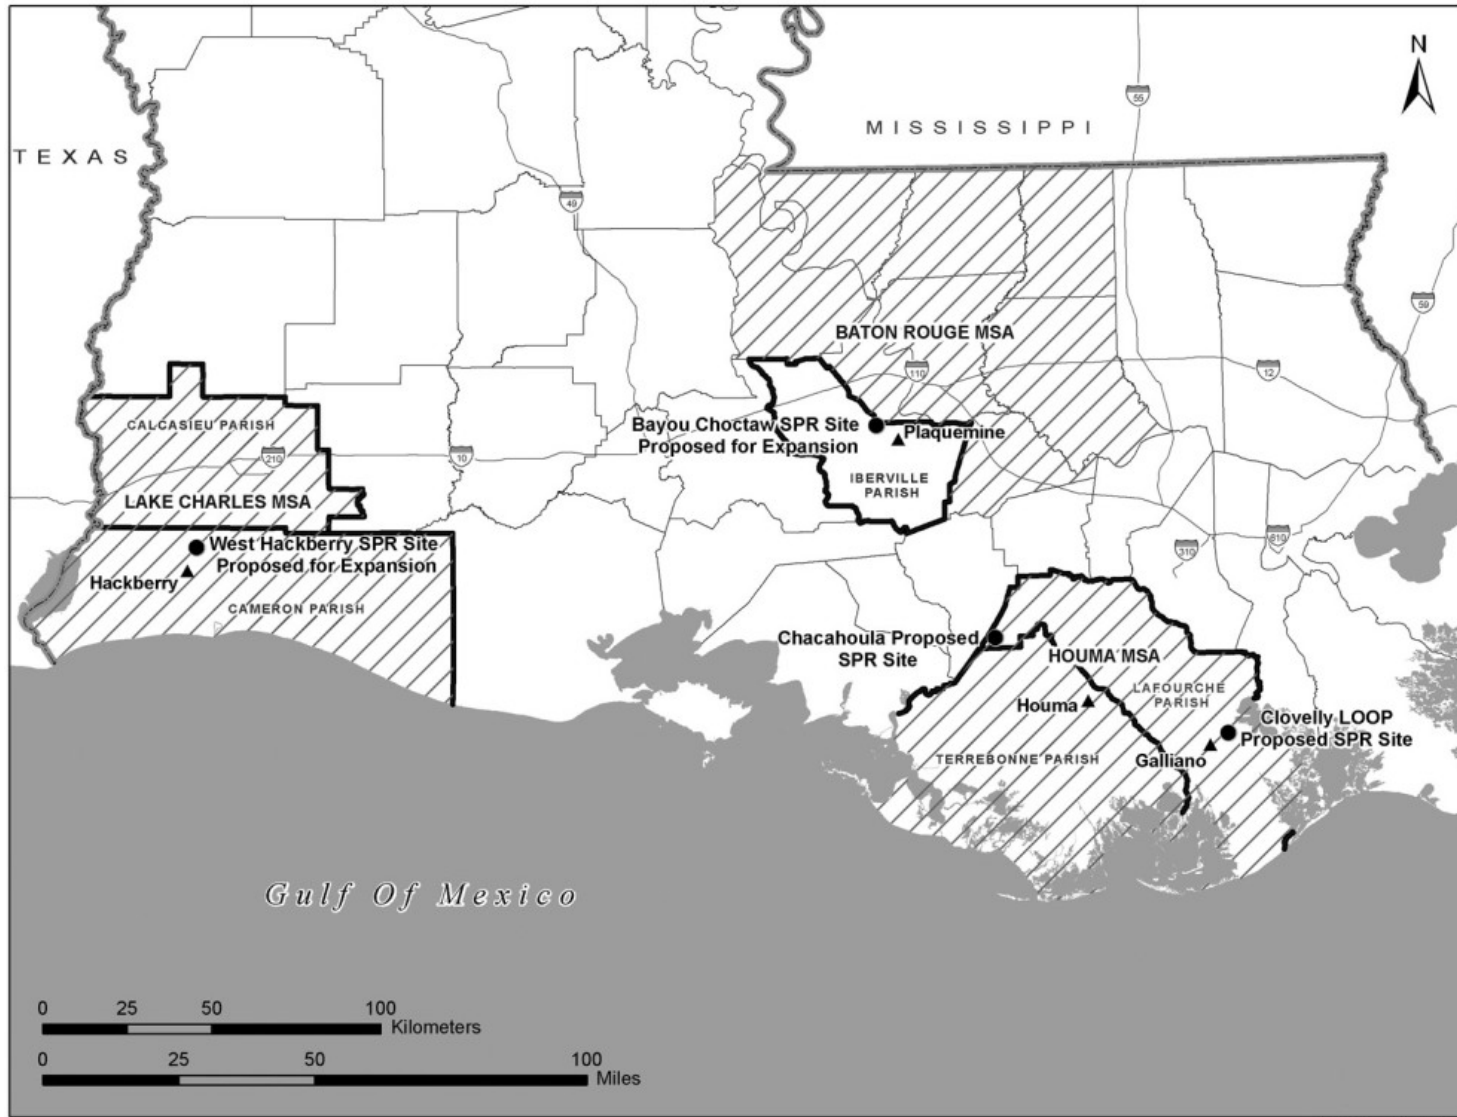 N
TEXAS
MISSISSIPPI
55
49
59
BATON ROUGE MSA
110
12
CALCASIEU PARISH
210
10
Bayou Choctaw SPR Site
Proposed for Expansion
Plaquemine
IBERVILLE
PARISH
LAKE CHARLES MSA
West Hackberry SPR Site
Proposed for Expansion
Hackberry
CAMERON PARISH
310
610
Chacahoula Proposed
SPR Site
HOUMA MSA
LAFOURCHE
PARISH
Houma
Clovelly LOOP
Proposed SPR Site
Galliano
TERREBONNE PARISH
Gulf Of Mexico
0 25 50 100
Kilometers
0 25 50 100
Miles